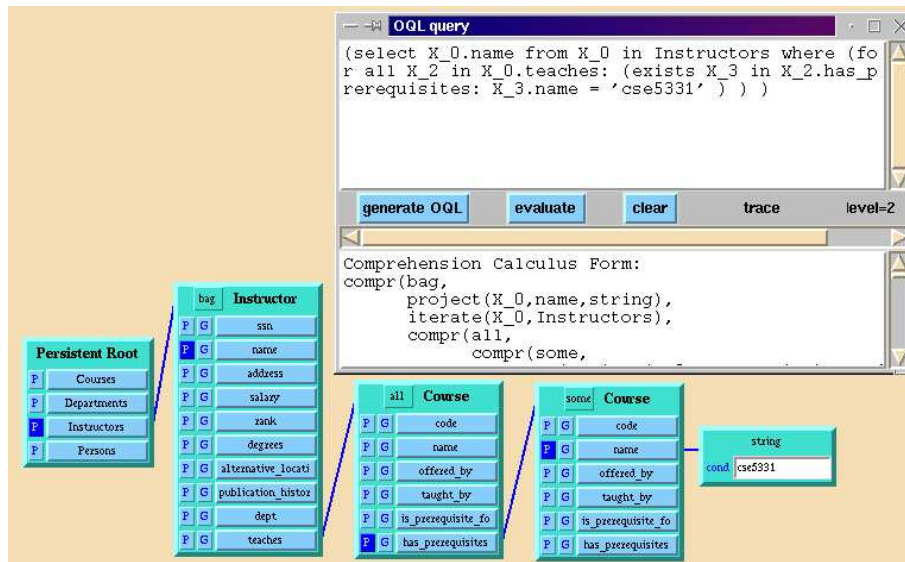 OQL query
(select X_0.name from X_0 in Instructors where (fo
r all X_2 in X_0.teaches: (exists X_3 in X_2.has_p
rerequisites: X_3.name = 'cse5331' ) ) )
generate OQL evaluate clear trace level=2
Comprehension Calculus Form:
compr(bag,
project(X_0,name,string),
iterate(X_0,Instructors),
compr(all,
compr(some,
Persistent Root
P Courses
P Departments
P Instructors
P Persons
bag Instructor
P G ssn
P G name
P G address
P G salary
P G rank
P G degrees
P G alternative_locati
P G publication_histor
P G dept
P G teaches
all Course
P G code
P G name
P G offered_by
P G taught_by
P G is_prerequisite_fo
P G has_prerequisites
some Course
P G code
P G name
P G offered_by
P G taught_by
P G is_prerequisite_fo
P G has_prerequisites
string
cond cse5331